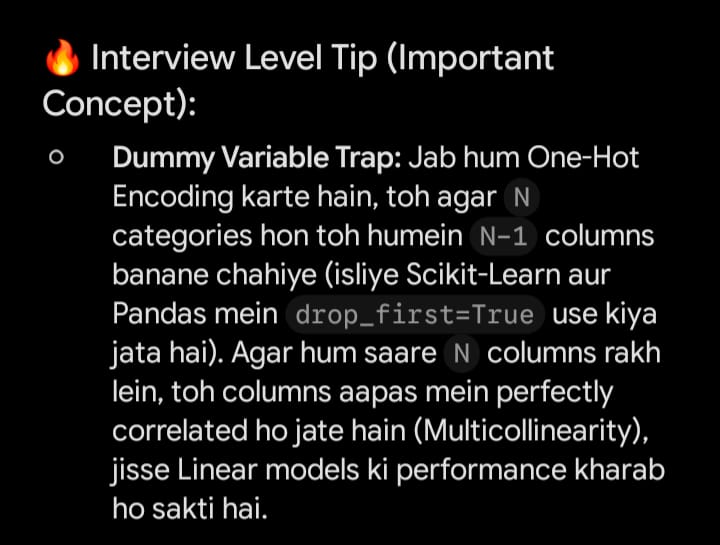 🔥 Interview Level Tip (Important
Concept):
Dummy Variable Trap: Jab hum One-Hot
Encoding karte hain, toh agar N
categories hon toh humein N-1 columns
banane chahiye (isliye Scikit-Learn aur
Pandas mein drop_first=True use kiya
jata hai). Agar hum saare N columns rakh
lein, toh columns aapas mein perfectly
correlated ho jate hain (Multicollinearity),
jisse Linear models ki performance kharab
ho sakti hai.